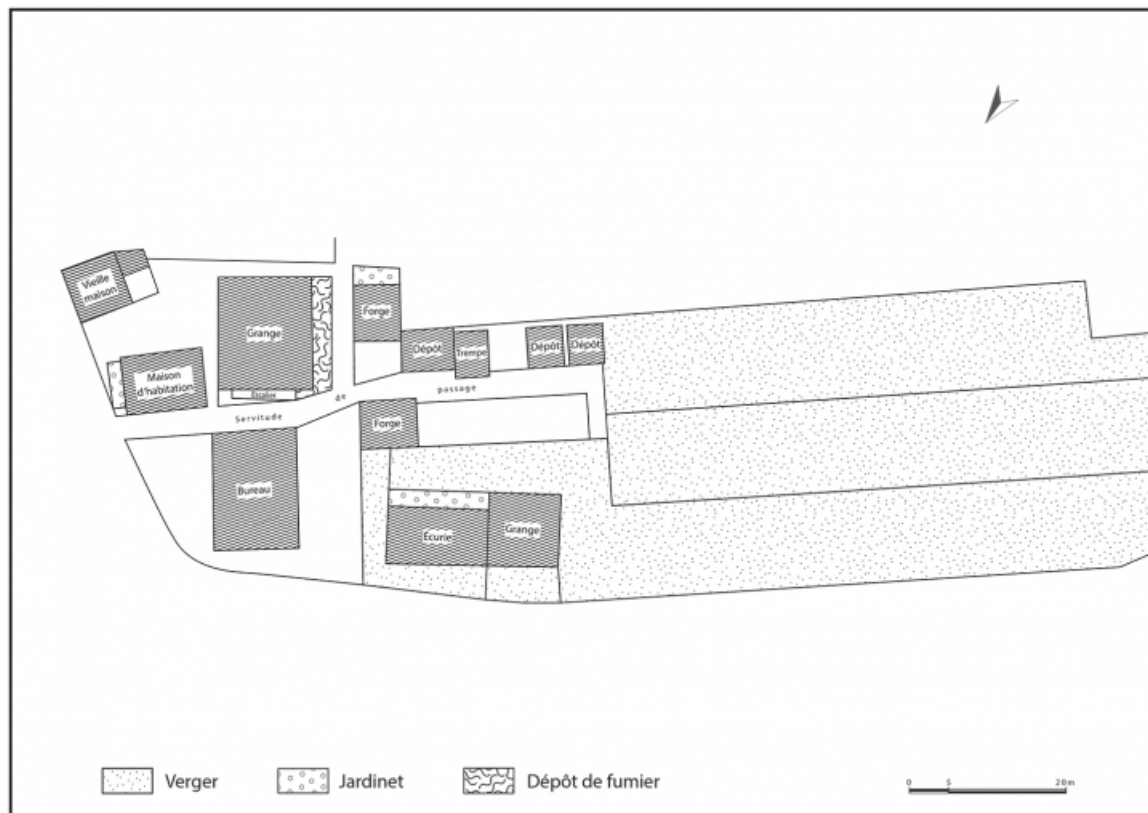 Vieille
maison
Forge
Grange
Dépôt
Trempe
Dépôt
Dépôt
Maison
d'habitation
Escalier
Servitude de passage
Forge
Bureau
Écurie
Grange
Verger
Jardinet
Dépôt de fumier
0 5 20m